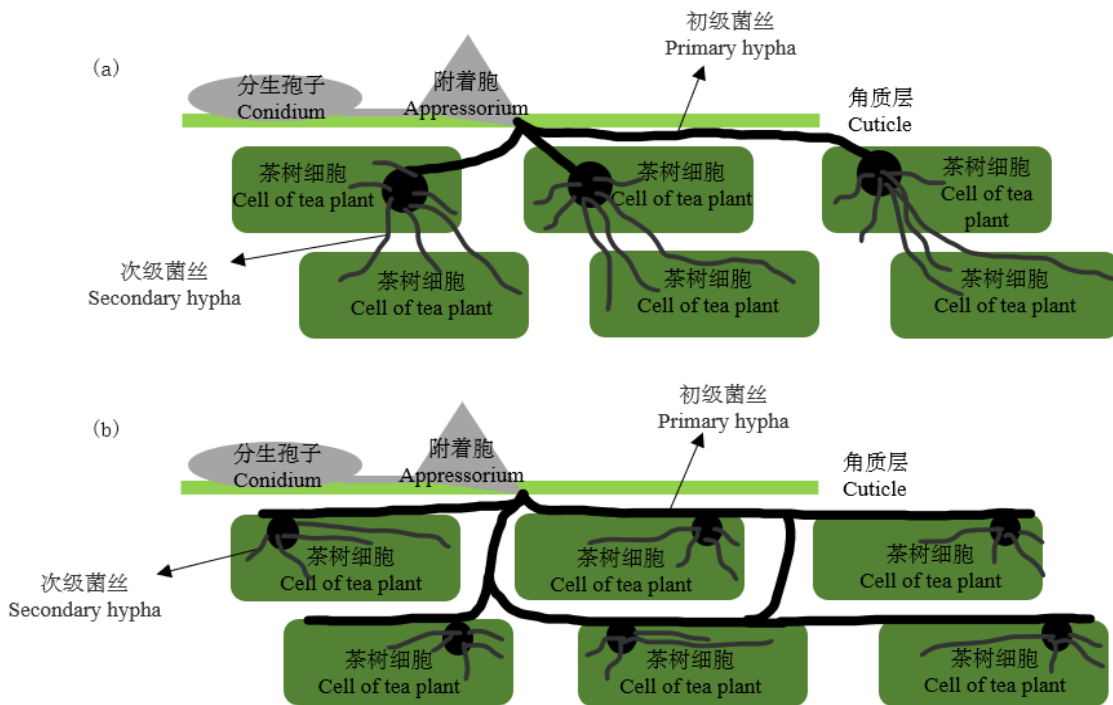 (a)
初级菌丝
Primary hypha
分生孢子
Conidium
附着胞
Appressorium
角质层
Cuticle
茶树细胞
Cell of tea plant
茶树细胞
Cell of tea plant
茶树细胞
Cell of tea
plant
次级菌丝
Secondary hypha
茶树细胞
Cell of tea plant
茶树细胞
Cell of tea plant
茶树细胞
Cell of tea plant
(b)
初级菌丝
Primary hypha
分生孢子
Conidium
附着胞
Appressorium
角质层
Cuticle
茶树细胞
Cell of tea plant
茶树细胞
Cell of tea plant
茶树细胞
Cell of tea plant
次级菌丝
Secondary hypha
茶树细胞
Cell of tea plant
茶树细胞
Cell of tea plant
茶树细胞
Cell of tea plant